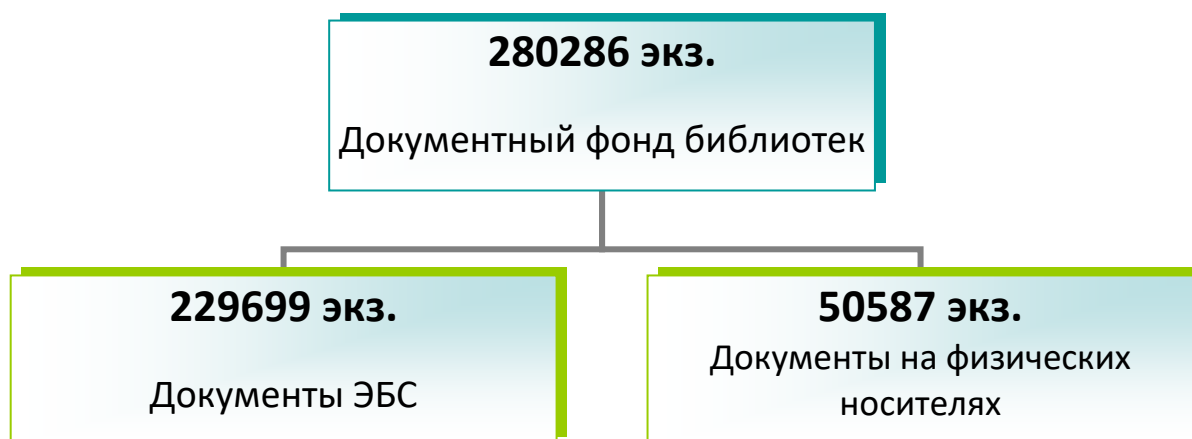 280286 экз.
Документный фонд библиотек
229699 экз.
Документы ЭБС
50587 экз.
Документы на физических
носителях